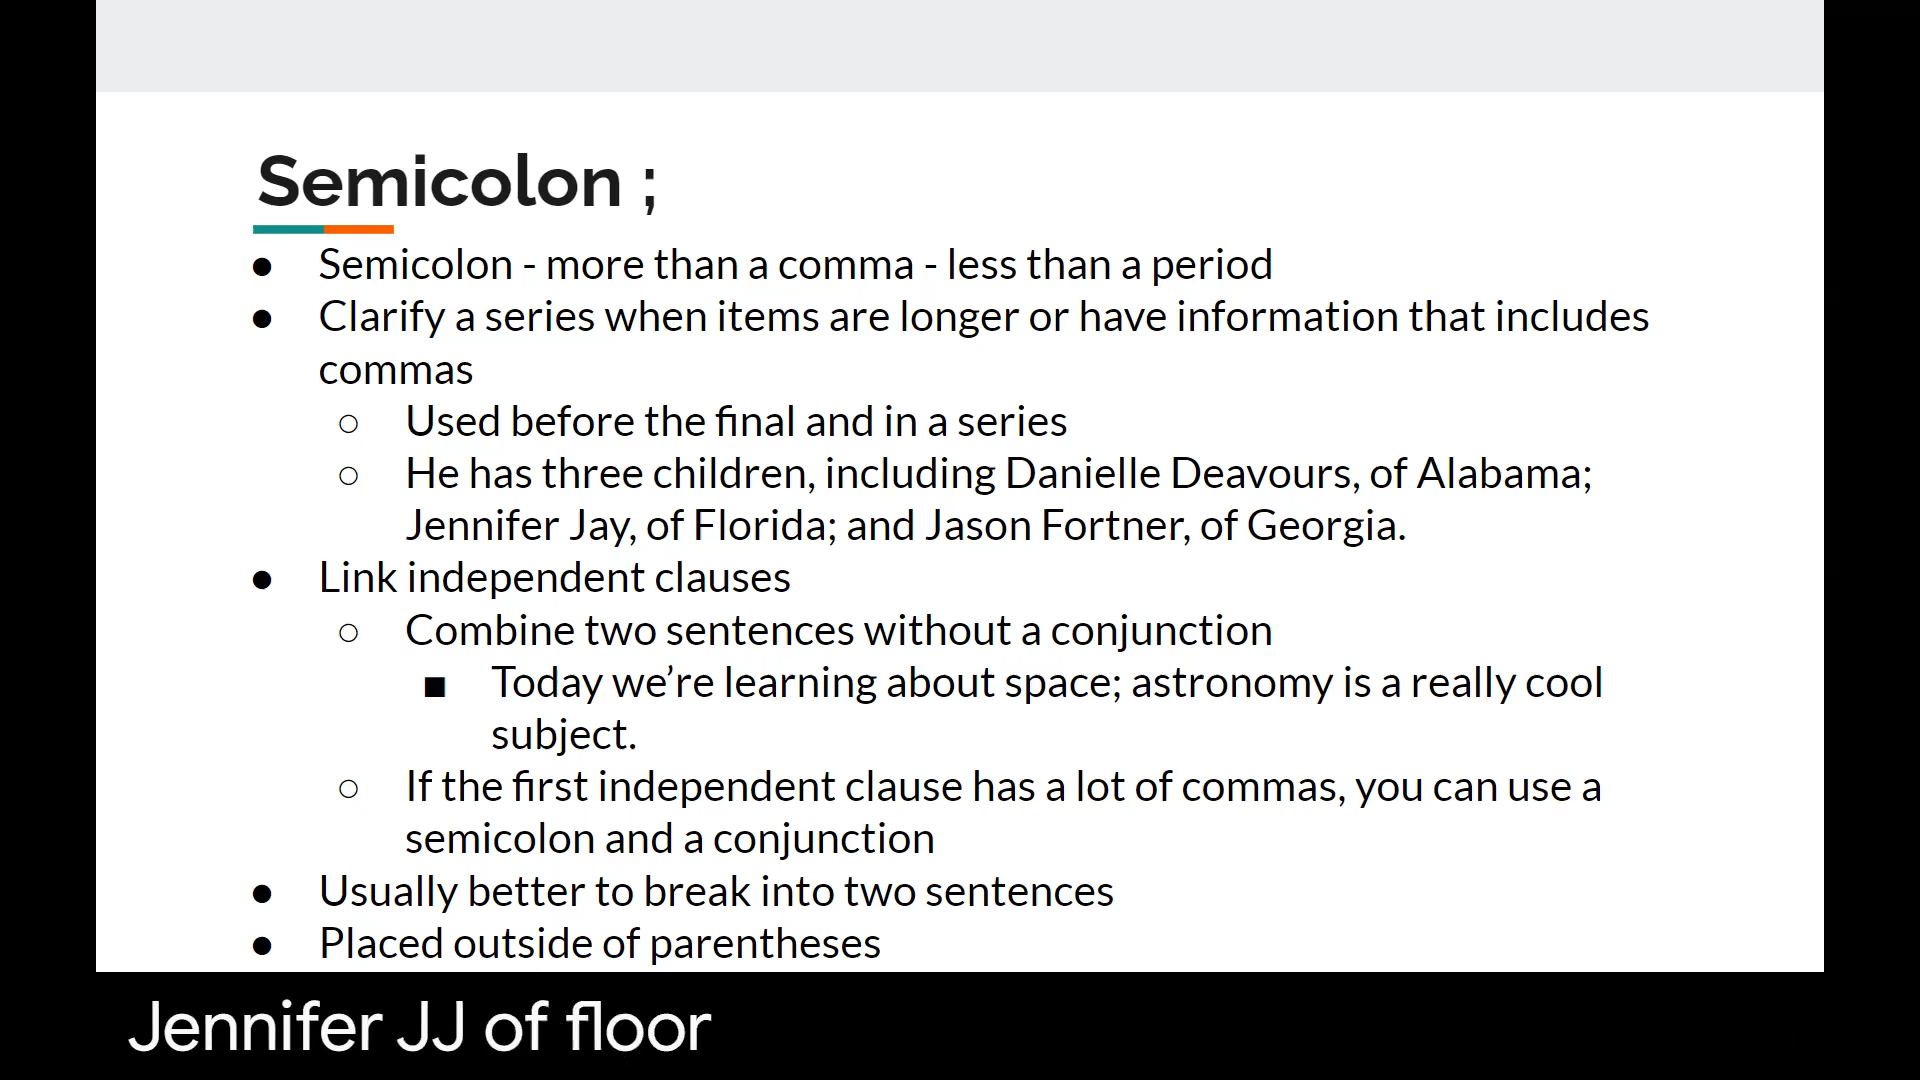 Semicolon ;
● Semicolon - more than a comma - less than a period
● Clarify a series when items are longer or have information that includes
commas
○ Used before the final and in a series
○ He has three children, including Danielle Deavours, of Alabama;
Jennifer Jay, of Florida; and Jason Fortner, of Georgia.
● Link independent clauses
○ Combine two sentences without a conjunction
■ Today we’re learning about space; astronomy is a really cool
subject.
○ If the first independent clause has a lot of commas, you can use a
semicolon and a conjunction
● Usually better to break into two sentences
● Placed outside of parentheses
Jennifer JJ of floor